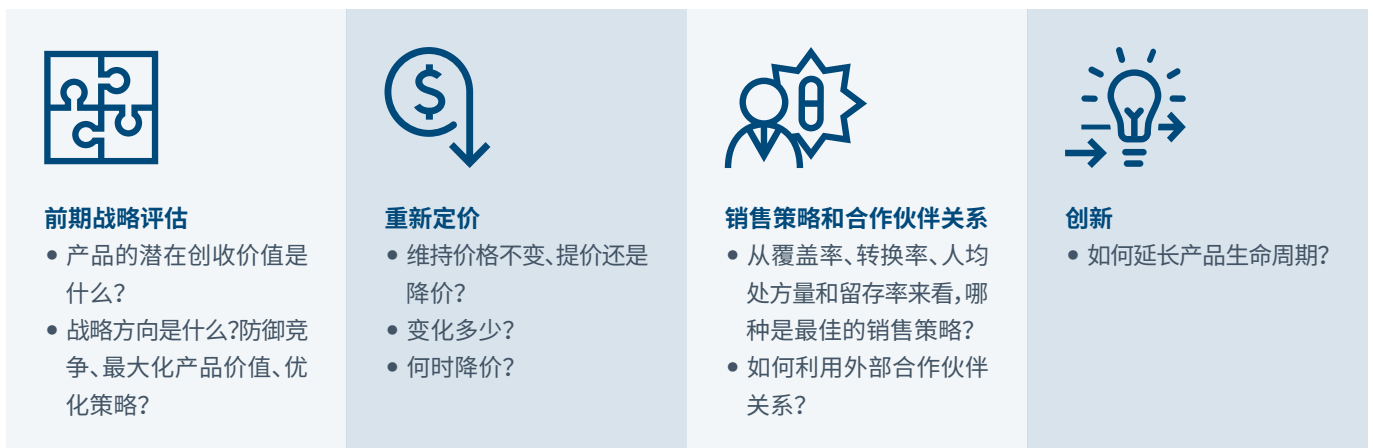 前期战略评估
• 产品的潜在创收价值是
什么？
• 战略方向是什么？防御竞
争、最大化产品价值、优
化策略？
重新定价
• 维持价格不变、提价还是
降价？
• 变化多少？
• 何时降价？
销售策略和合作伙伴关系
• 从覆盖率、转换率、人均
处方量和留存率来看，哪
种是最佳的销售策略？
• 如何利用外部合作伙伴
关系？
创新
• 如何延长产品生命周期？